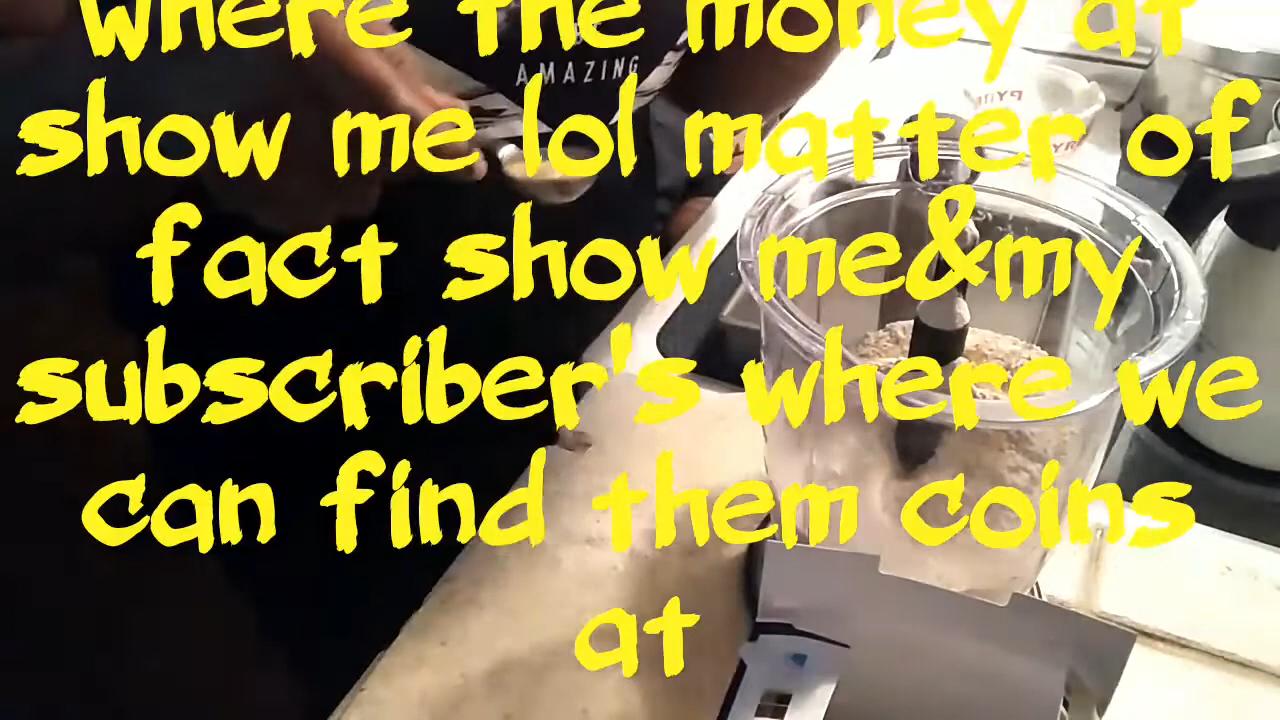 where the money at
AMAZING
show me lol matter of
fact show me&my
subscriber's where we
can find them coins
at